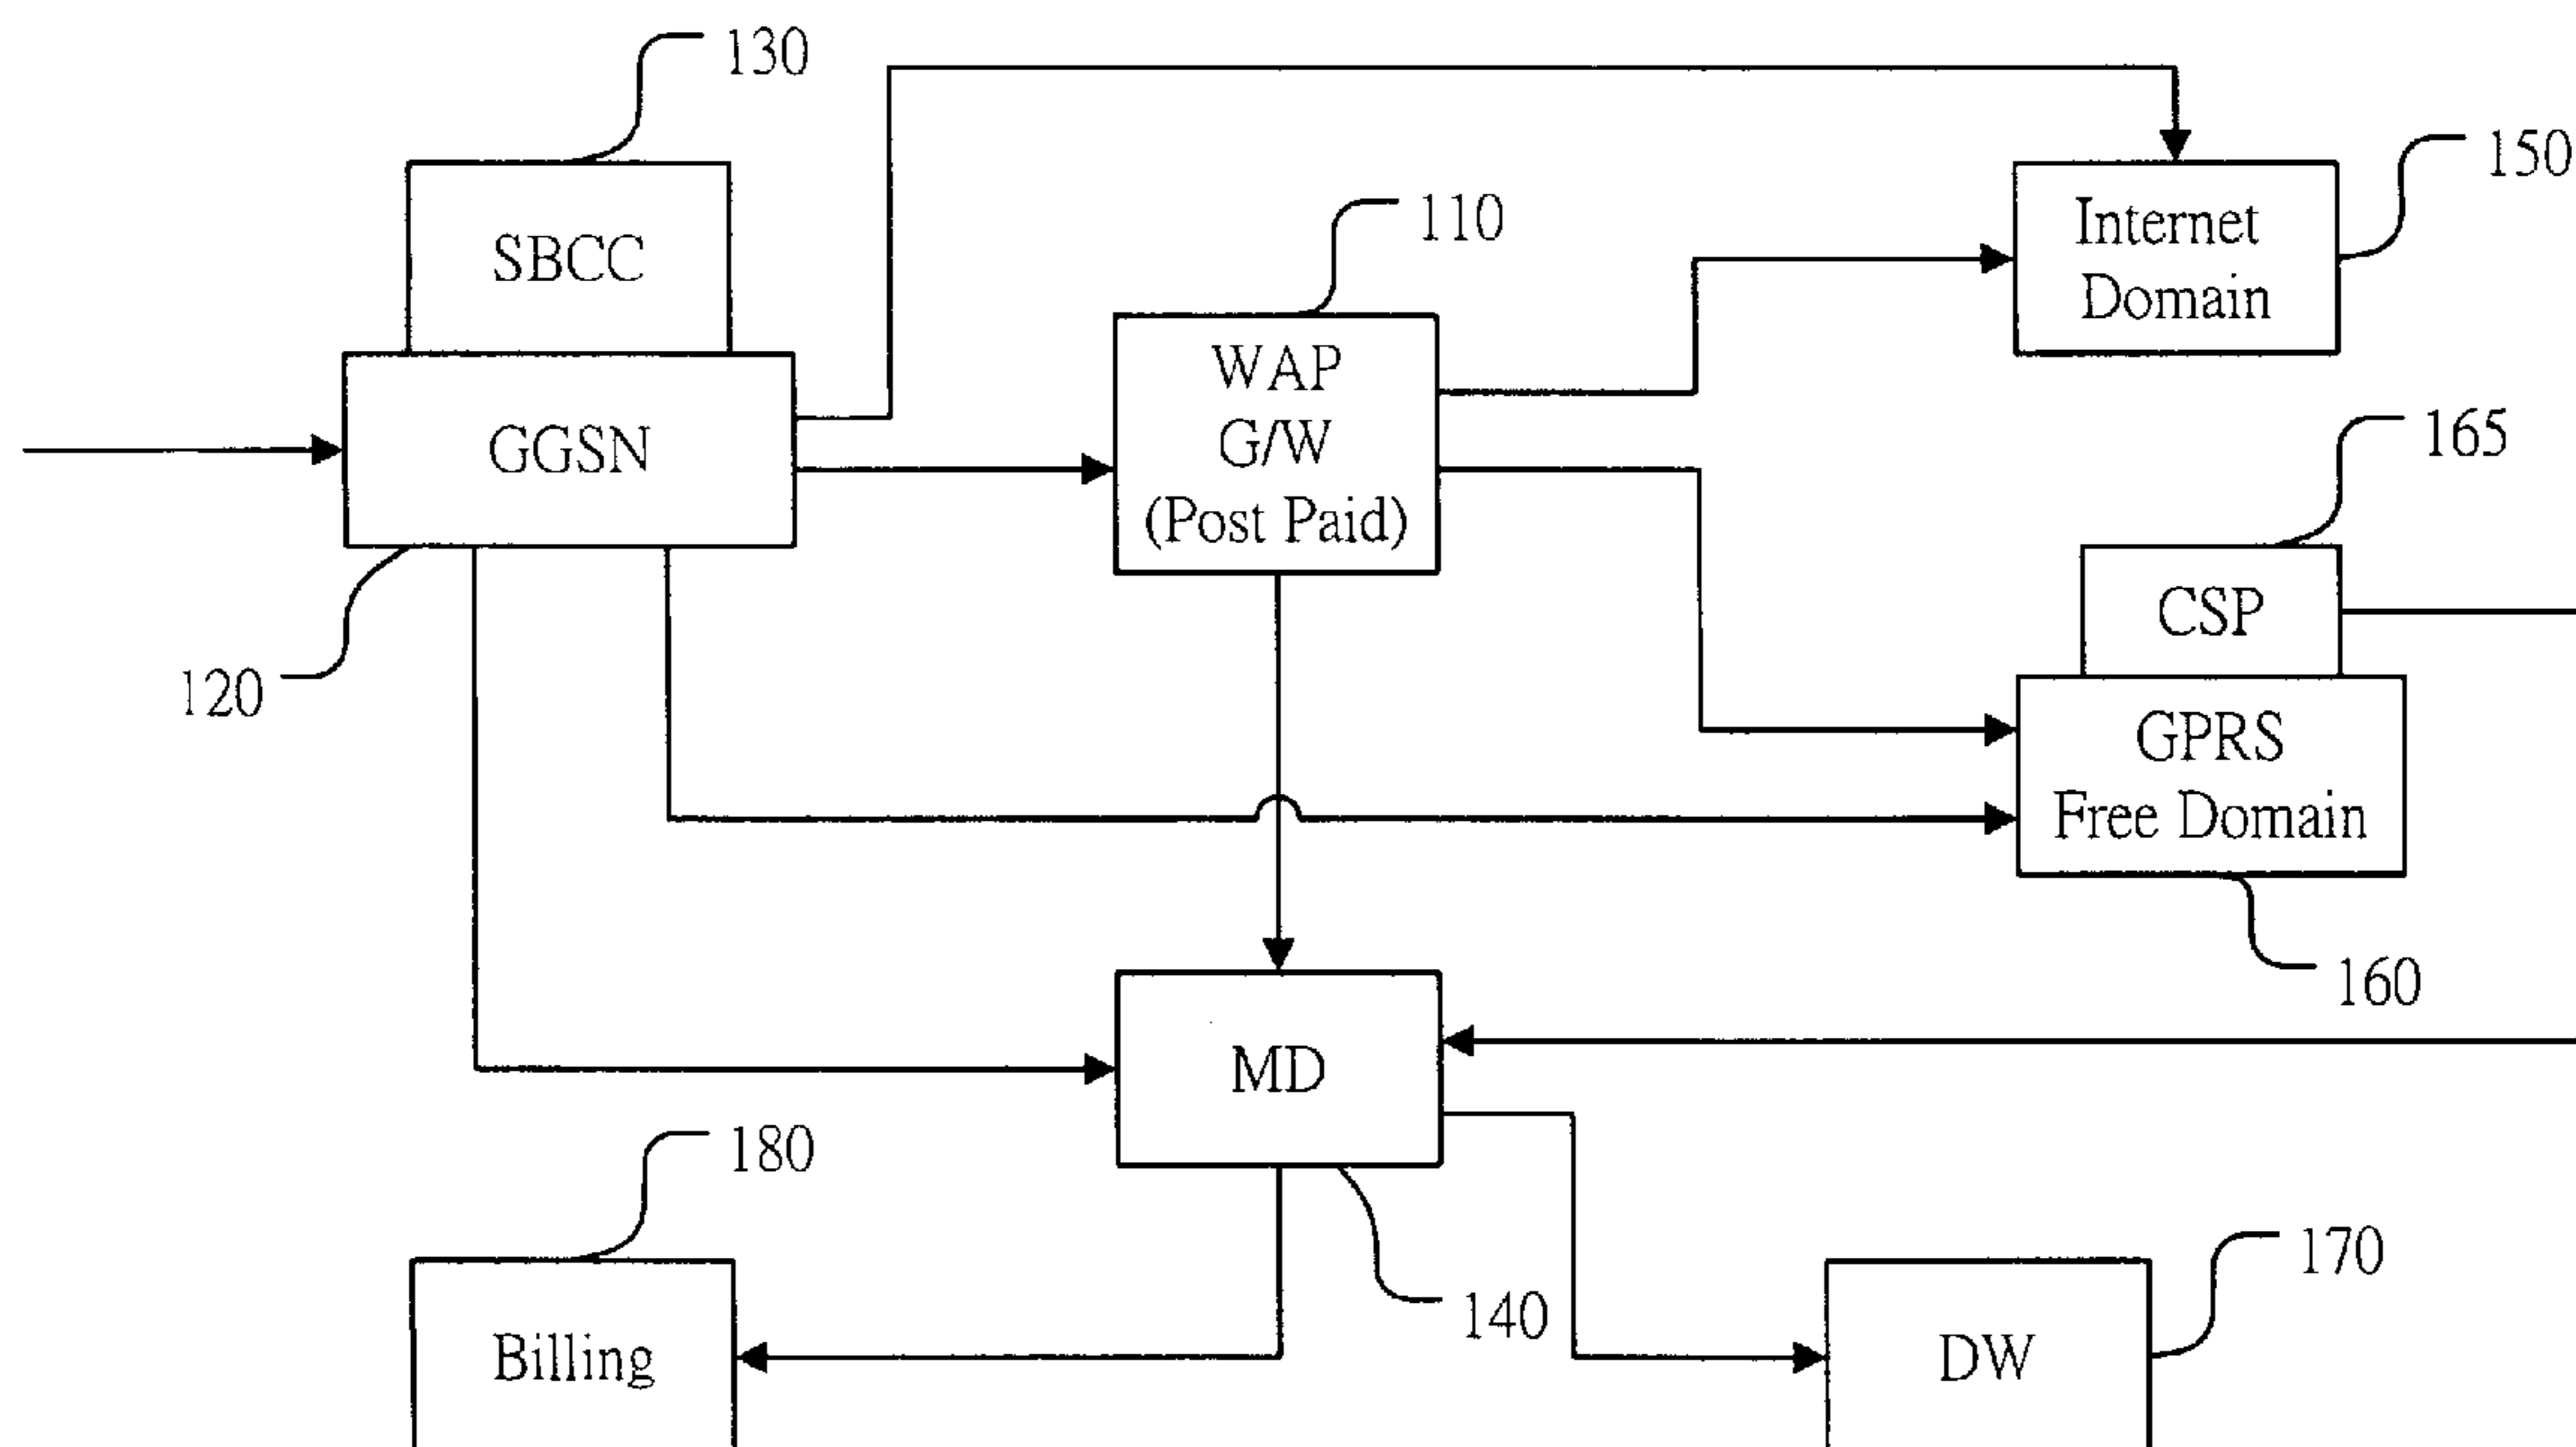 130
150
110
Internet
Domain
SBCC
WAP
G/W
(Post Paid)
165
GGSN
CSP
120
GPRS
Free Domain
160
MD
180
170
140
Billing
DW